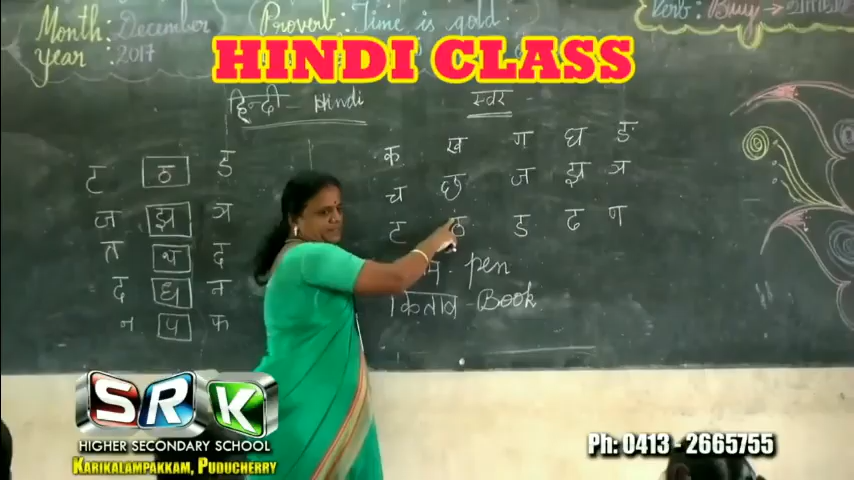 Month: December
Year : 2017
Proverb: Time is gold.
Verb: Buy →
HINDI CLASS
हिन्दी - Hindi
स्वर
ट ठ ड
ज झ ञ
त थ द
द ध न
न प फ
क ख ग घ ङ
च छ ज झ ञ
ट ठ ड ढ ण
pen
किताब - Book
SRK
HIGHER SECONDARY SCHOOL
KARIKALAMPAKKAM, PUDUCHERRY
Ph: 0413 - 2665755